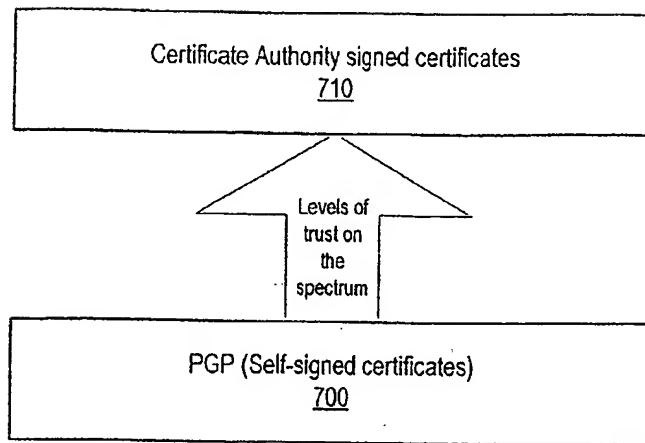 Certificate Authority signed certificates
710
Levels of
trust on
the
spectrum
PGP (Self-signed certificates)
700